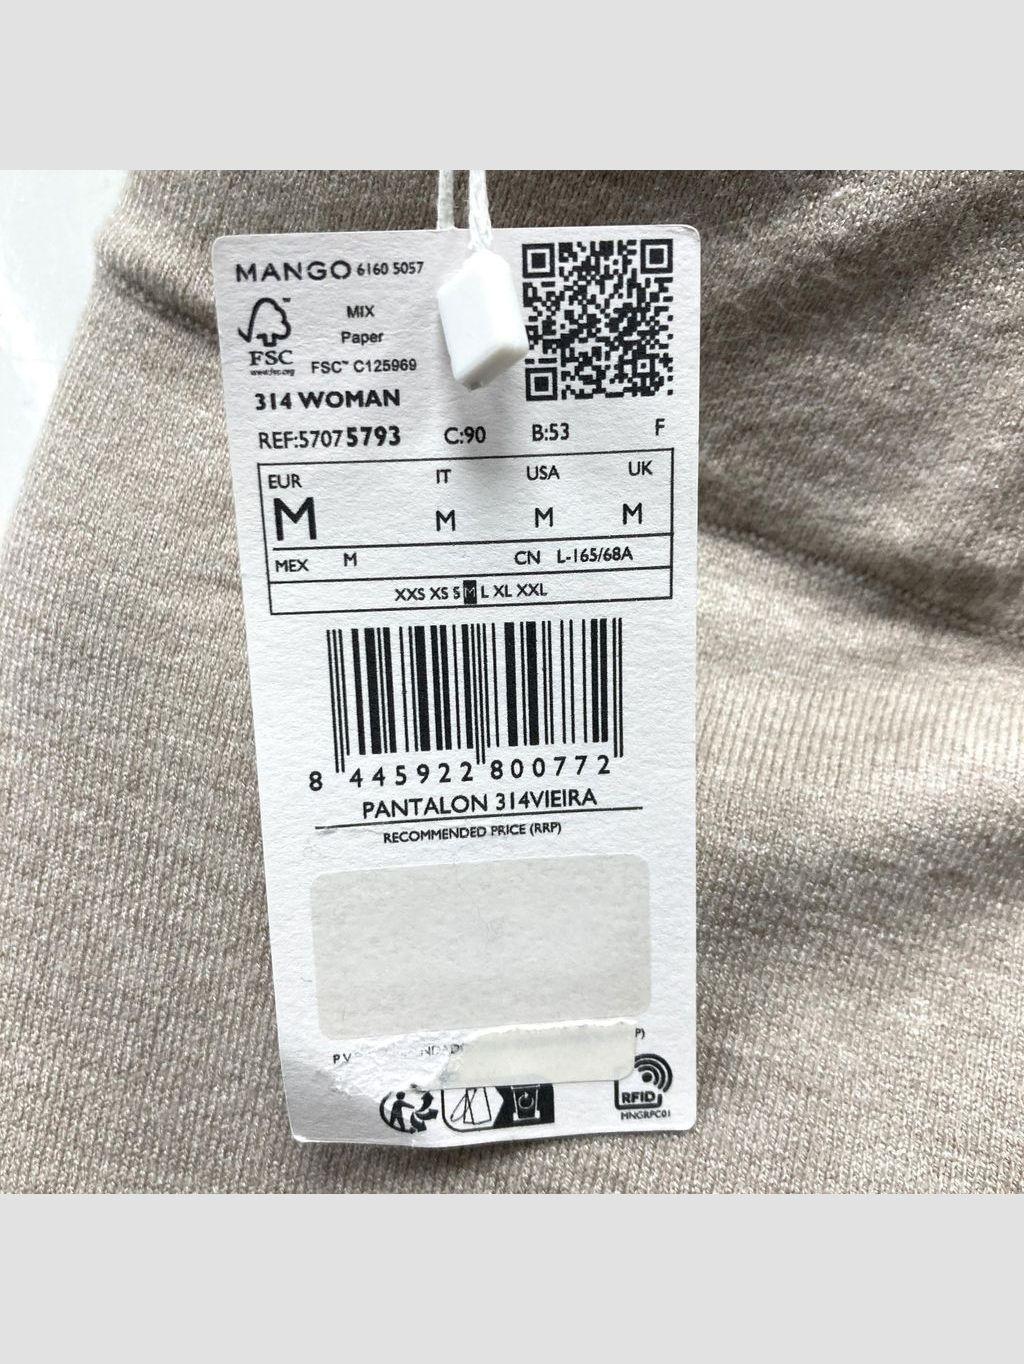 MANGO 6160 5057
MIX
Paper
FSC™ C125969
FSC
www.fsc.org
314 WOMAN
REF:5707 5793 C:90 B:53 F
EUR IT USA UK
M M M M
MEX M CN L-165/68A
XXS XS S M L XL XXL
8 445922 800772
PANTALON 314VIEIRA
RECOMMENDED PRICE (RRP)
P.V
RFID
MNGRPC01